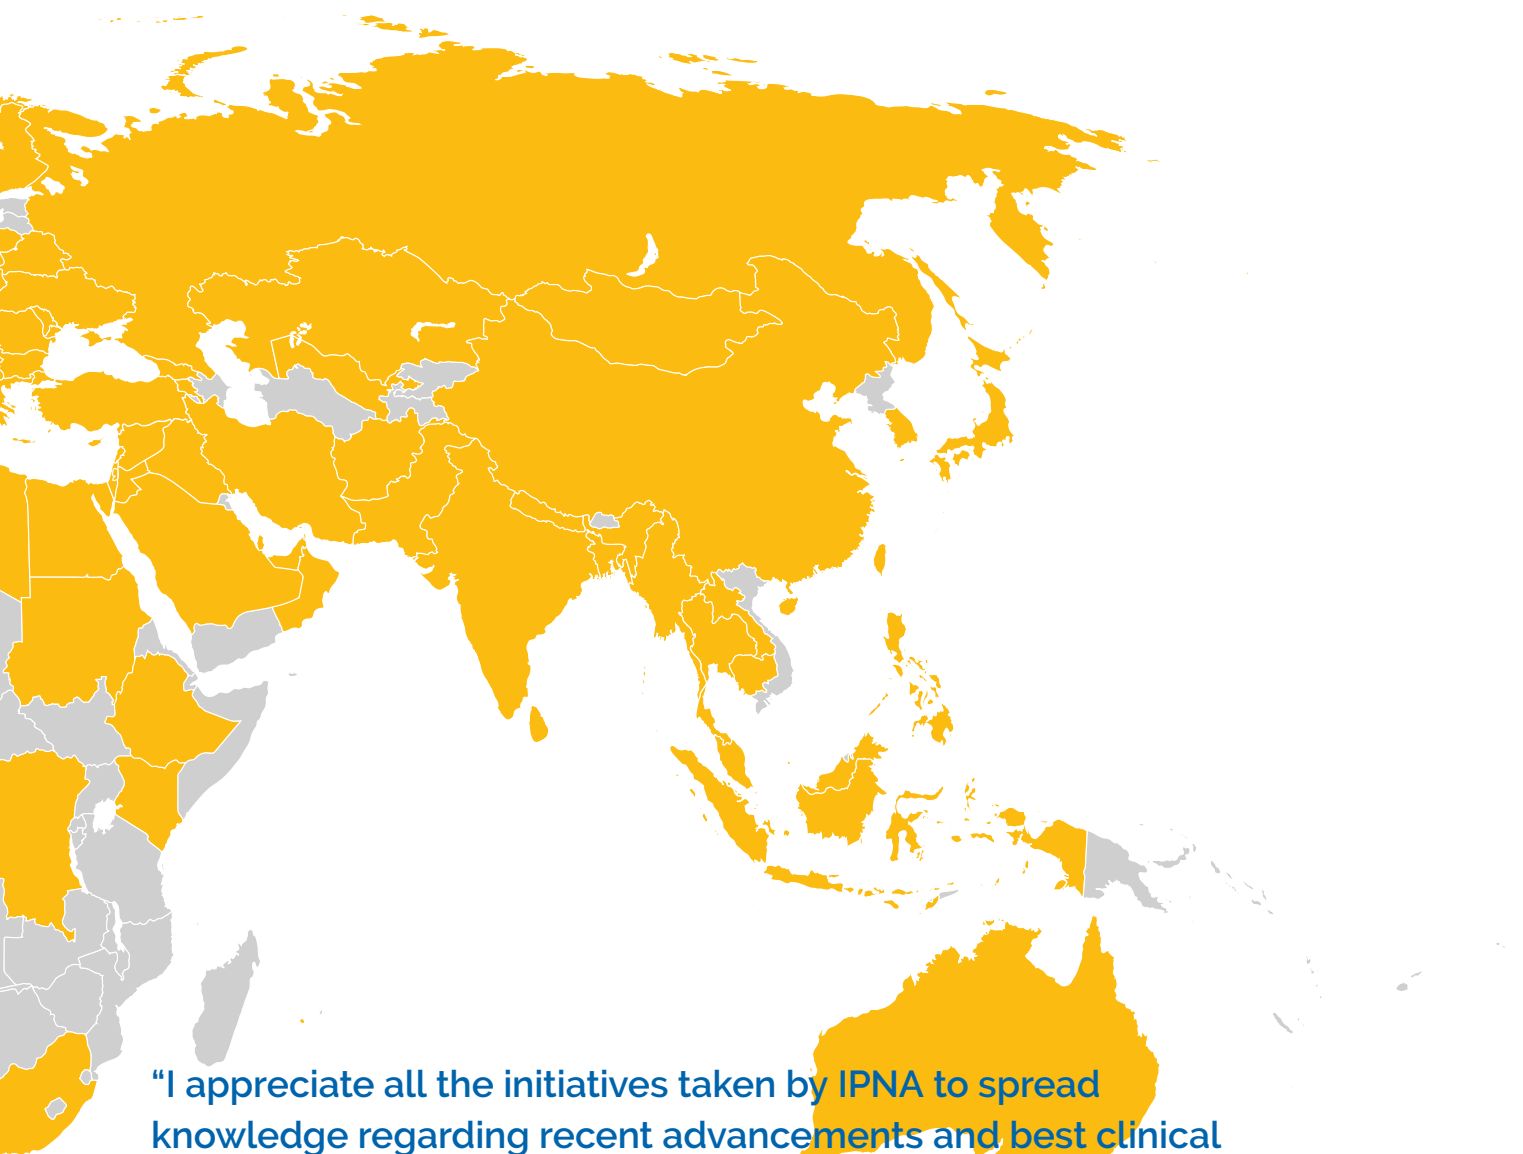 “I appreciate all the initiatives taken by IPNA to spread
knowledge regarding recent advancements and best clinical